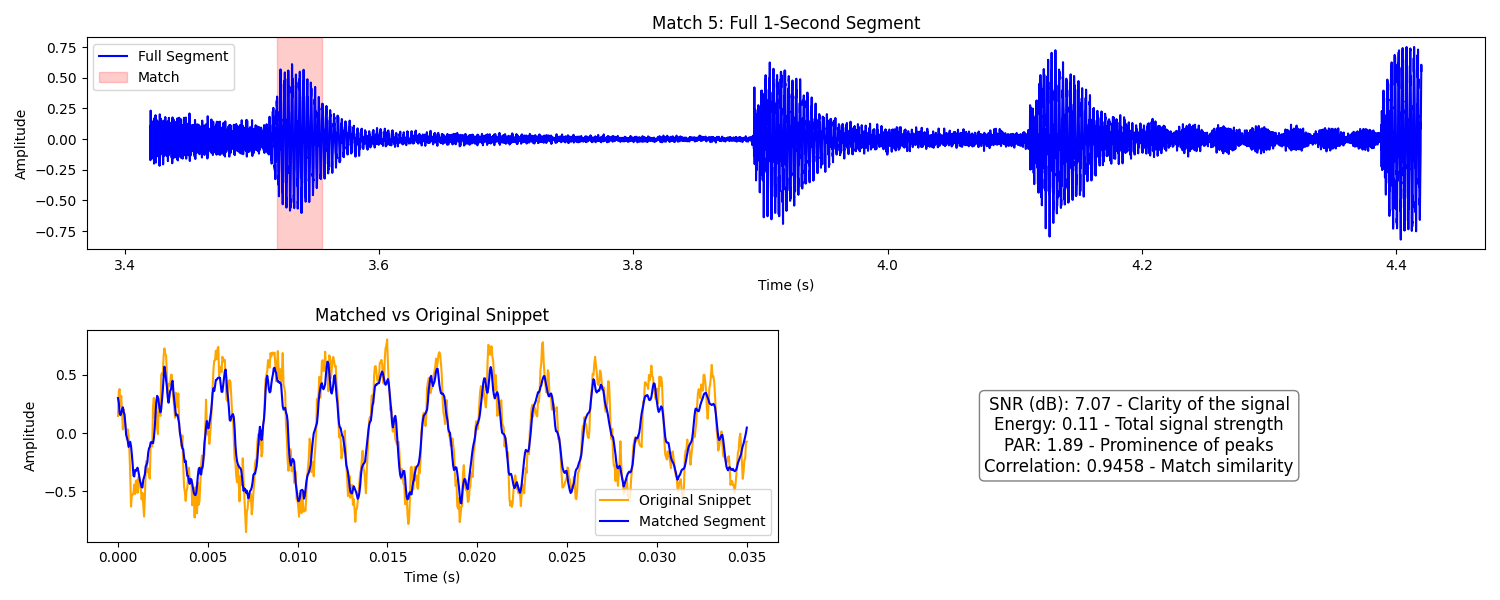 Match 5: Full 1-Second Segment
Full Segment
Match
Amplitude
0.75
0.50
0.25
0.00
−0.25
−0.50
−0.75
3.4 3.6 3.8 4.0 4.2 4.4
Time (s)
Matched vs Original Snippet
Amplitude
0.5
0.0
−0.5
Original Snippet
Matched Segment
0.000 0.005 0.010 0.015 0.020 0.025 0.030 0.035
Time (s)
SNR (dB): 7.07 - Clarity of the signal
Energy: 0.11 - Total signal strength
PAR: 1.89 - Prominence of peaks
Correlation: 0.9458 - Match similarity